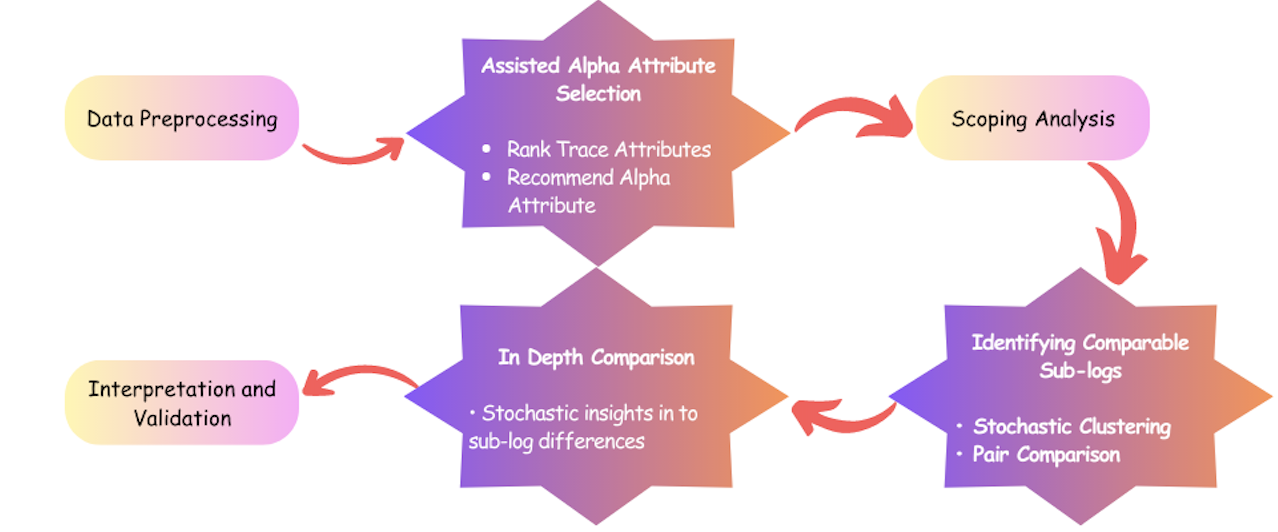 Data Preprocessing
Assisted Alpha Attribute
Selection
• Rank Trace Attributes
• Recommend Alpha
Attribute
Scoping Analysis
Identifying Comparable
Sub-logs
• Stochastic Clustering
• Pair Comparison
In Depth Comparison
• Stochastic insights in to
sub-log differences
Interpretation and
Validation